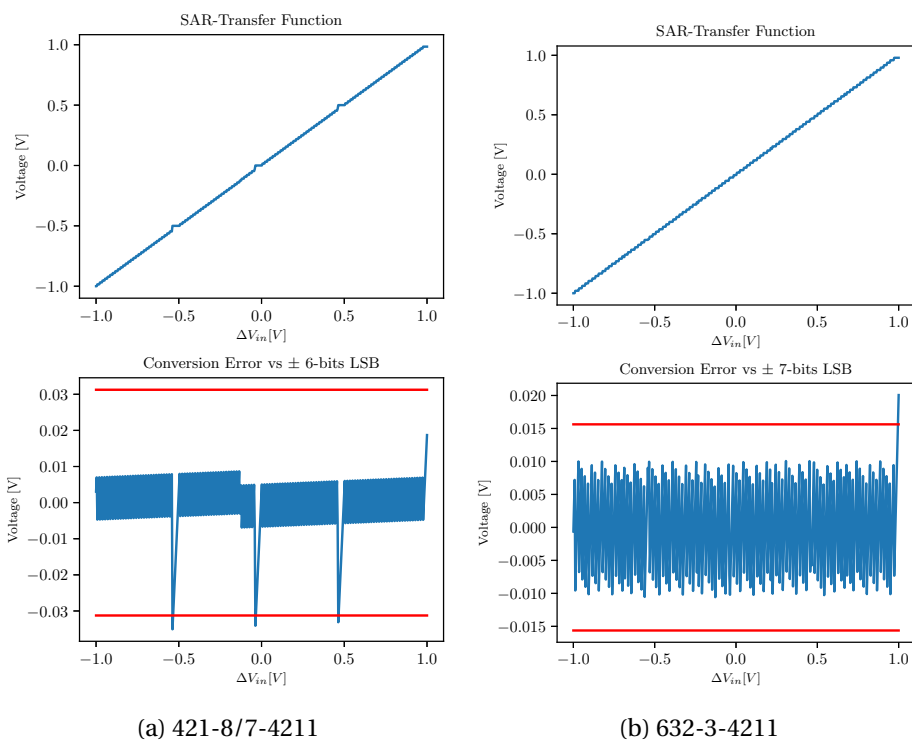 SAR-Transfer Function
1.0
0.5
0.0
−0.5
−1.0
Voltage [V]
−1.0 −0.5 0.0 0.5 1.0
ΔVin[V]
Conversion Error vs ± 6-bits LSB
0.03
0.02
0.01
0.00
−0.01
−0.02
−0.03
Voltage [V]
−1.0 −0.5 0.0 0.5 1.0
ΔVin[V]
(a) 421-8/7-4211
SAR-Transfer Function
1.0
0.5
0.0
−0.5
−1.0
Voltage [V]
−1.0 −0.5 0.0 0.5 1.0
ΔVin[V]
Conversion Error vs ± 7-bits LSB
0.020
0.015
0.010
0.005
0.000
−0.005
−0.010
−0.015
Voltage [V]
−1.0 −0.5 0.0 0.5 1.0
ΔVin[V]
(b) 632-3-4211